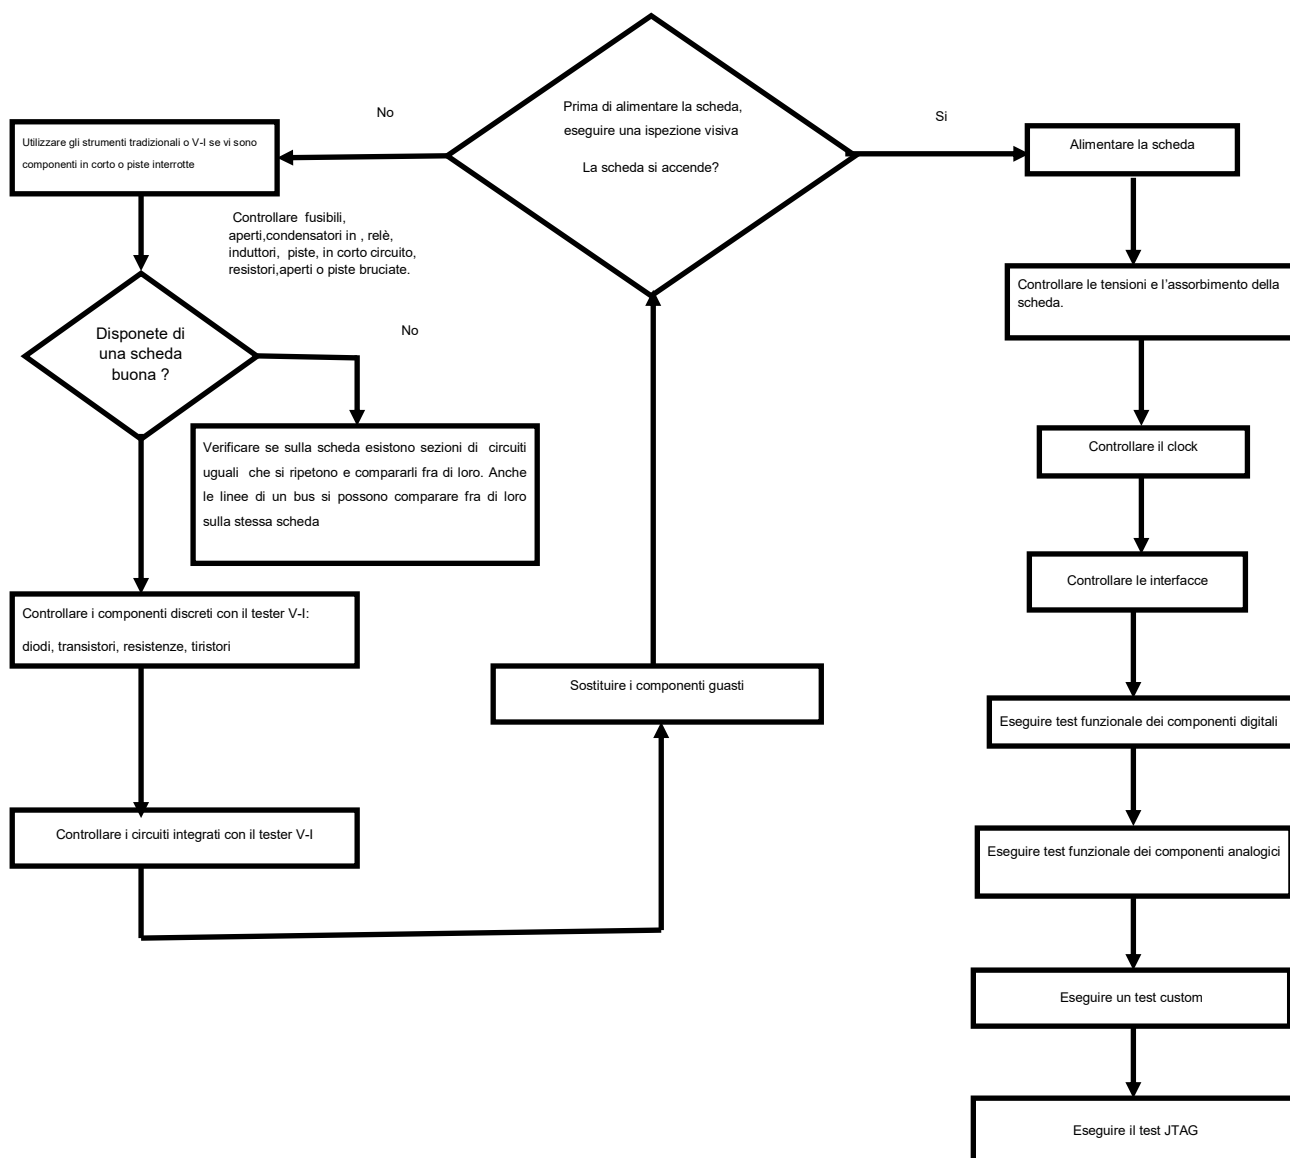 Prima di alimentare la scheda,
eseguire una ispezione visiva
La scheda si accende?
No
Si
Utilizzare gli strumenti tradizionali o V-I se vi sono
componenti in corto o piste interrotte
Alimentare la scheda
Controllare fusibili,
aperti,condensatori in , relè,
induttori, piste, in corto circuito,
resistori,aperti o piste bruciate.
Controllare le tensioni e l’assorbimento della
scheda.
Disponete di
una scheda
buona ?
No
Verificare se sulla scheda esistono sezioni di circuiti
uguali che si ripetono e compararli fra di loro. Anche
le linee di un bus si possono comparare fra di loro
sulla stessa scheda
Controllare il clock
Controllare le interfacce
Controllare i componenti discreti con il tester V-I:
diodi, transistori, resistenze, tiristori
Sostituire i componenti guasti
Eseguire test funzionale dei componenti digitali
Controllare i circuiti integrati con il tester V-I
Eseguire test funzionale dei componenti analogici
Eseguire un test custom
Eseguire il test JTAG